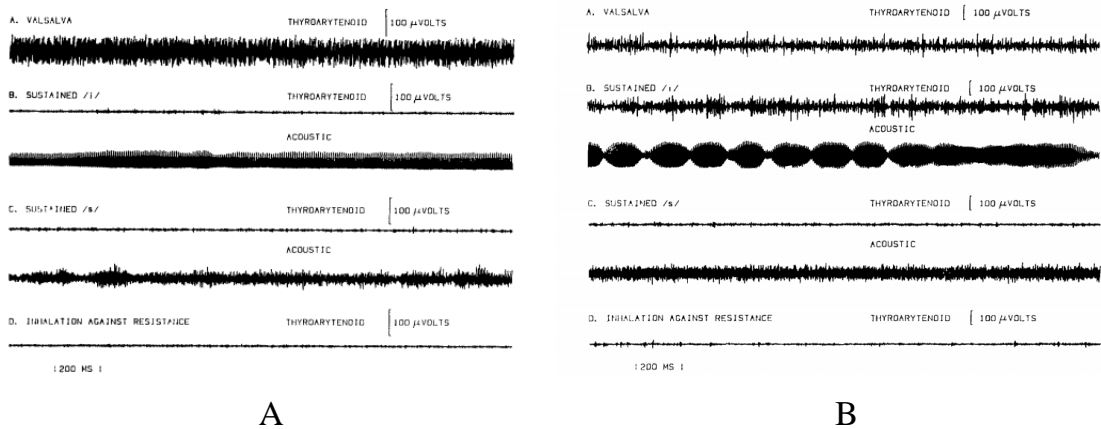 A. VALSALVA THYROARYTENOID 100 μVOLTS
B. SUSTAINED /i/ THYROARYTENOID 100 μVOLTS
ACOUSTIC
C. SUSTAINED /s/ THYROARYTENOID 100 μVOLTS
ACOUSTIC
D. INHALATION AGAINST RESISTANCE THYROARYTENOID 100 μVOLTS
200 MS
A
A. VALSALVA THYROARYTENOID 100 μVOLTS
B. SUSTAINED /i/ THYROARYTENOID 100 μVOLTS
ACOUSTIC
C. SUSTAINED /s/ THYROARYTENOID 100 μVOLTS
ACOUSTIC
D. INHALATION AGAINST RESISTANCE THYROARYTENOID 100 μVOLTS
200 MS
B